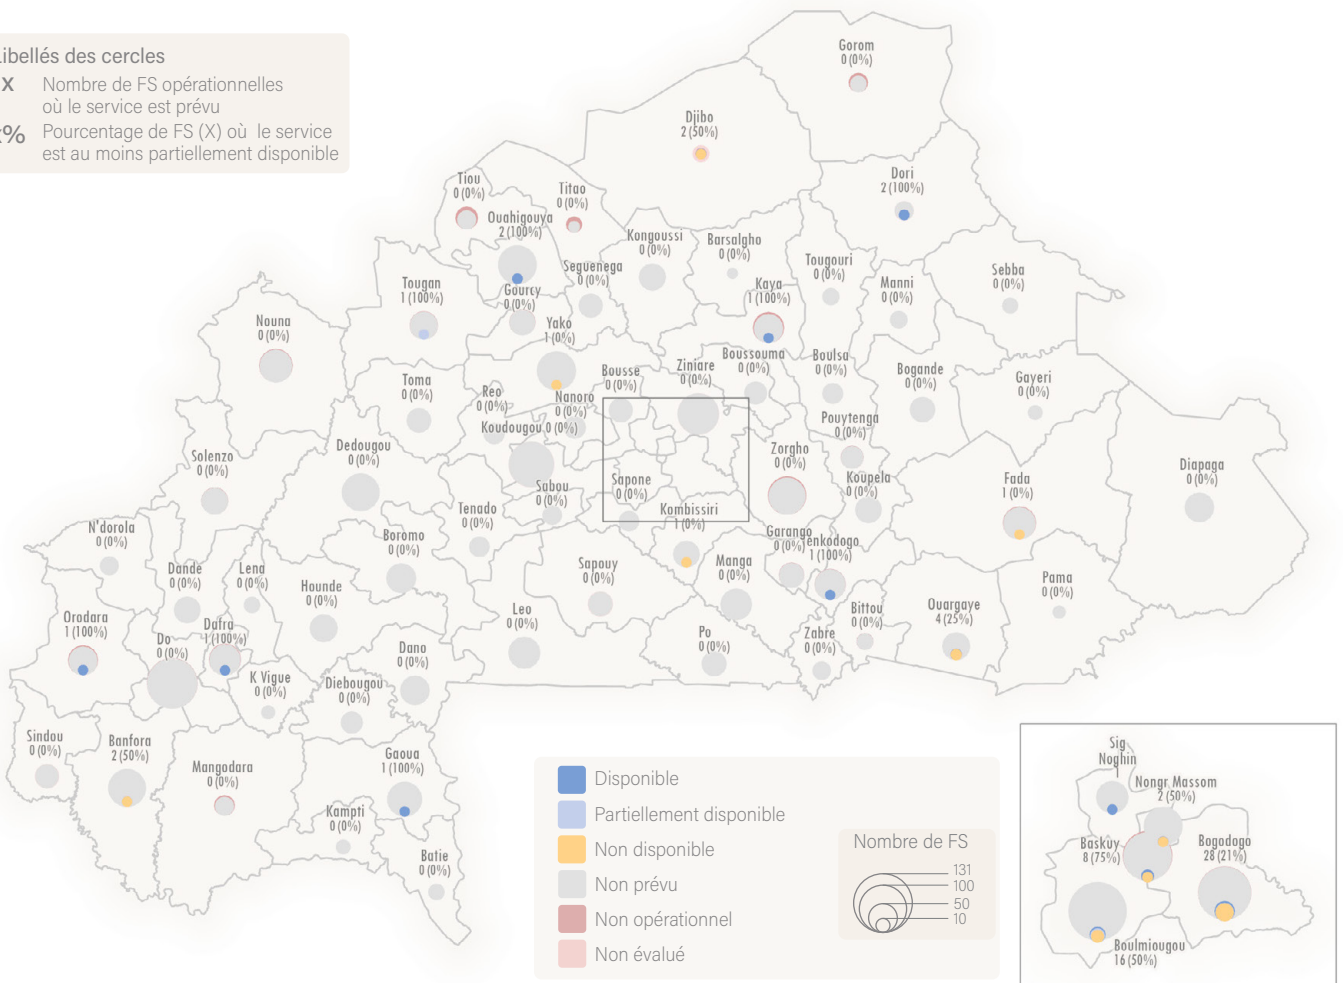 Libellés des cercles
X Nombre de FS opérationnelles
où le service est prévu
% Pourcentage de FS (X) où le service
est au moins partiellement disponible
Gorom
0 (0%)
Djibo
2 (50%)
Dori
2 (100%)
Tiou
0 (0%)
Titao
0 (0%)
Ouahigouya
2 (100%)
Kongoussi
0 (0%)
Barsalgho
0 (0%)
Tougouri
0 (0%)
Sebba
0 (0%)
Seguenega
0 (0%)
Tougan
1 (100%)
Gourcy
0 (0%)
Kaya
1 (100%)
Manni
0 (0%)
Nouna
0 (0%)
Yako
1 (0%)
Boussouma
0 (0%)
Boulsa
0 (0%)
Ziniare
0 (0%)
Bousse
0 (0%)
Bogande
0 (0%)
Gayeri
0 (0%)
Toma
0 (0%)
Reo
0 (0%)
Nanoro
0 (0%)
Koudougou 0 (0%)
Pouytenga
0 (0%)
Dedougou
0 (0%)
Solenzo
0 (0%)
Zorgho
0 (0%)
Diapaga
0 (0%)
Sapone
0 (0%)
Sabou
0 (0%)
Koupela
0 (0%)
Fada
1 (0%)
Tenado
0 (0%)
Kombissiri
1 (0%)
N'dorola
0 (0%)
Boromo
0 (0%)
Garango
0 (0%)
Tenkodogo
1 (100%)
Dande
0 (0%)
Lena
0 (0%)
Hounde
0 (0%)
Sapouy
0 (0%)
Manga
0 (0%)
Pama
0 (0%)
Orodara
1 (100%)
Do
0 (0%)
Dafra
1 (100%)
Leo
0 (0%)
Bittou
0 (0%)
Ouargaye
4 (25%)
Po
0 (0%)
Zabre
0 (0%)
Dano
0 (0%)
K Vigue
0 (0%)
Diebougou
0 (0%)
Sindou
0 (0%)
Banfora
2 (50%)
Mangodara
0 (0%)
Gaoua
1 (100%)
Kampti
0 (0%)
Batie
0 (0%)
Disponible
Partiellement disponible
Non disponible
Non prévu
Non opérationnel
Non évalué
Nombre de FS
131
100
50
10
Sig
Noghin
Nongr Massom
2 (50%)
Baskuy
8 (75%)
Bogodogo
28 (21%)
Boulmiougou
16 (50%)